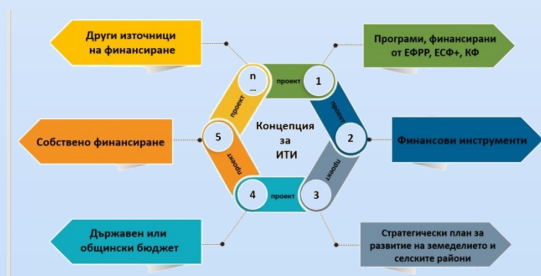 Други източници
на финансиране
Програми, финансирани
от ЕФРР, ЕСФ+, КФ
n
...
проект
1
проект
Собствено финансиране
5
Концепция
за
ИТИ
2
Финансови инструменти
проект
проект
4
проект
3
Държавен или
общински бюджет
Стратегически план за
развитие на земеделието и
селските райони